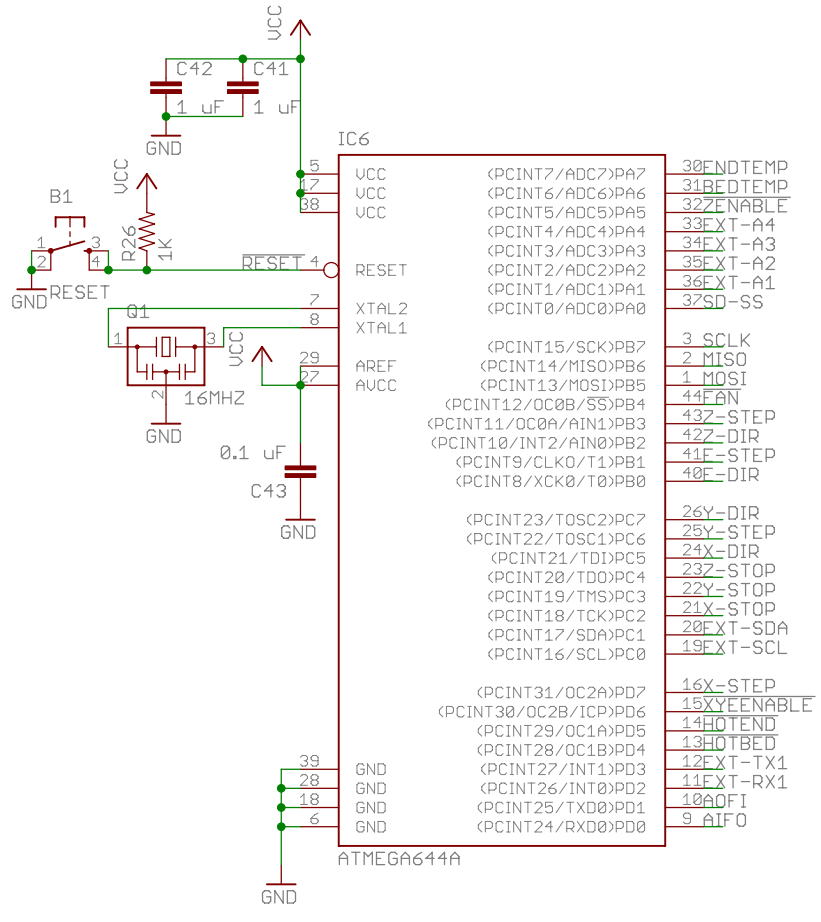 VCC
C42 C41
1 uF 1 uF
GND
IC6
5 VCC (PCINT7/ADC7)PA7 30 ENDTEMP
17 VCC (PCINT6/ADC6)PA6 31 BEDTEMP
38 VCC (PCINT5/ADC5)PA5 32 ZENABLE
(PCINT4/ADC4)PA4 33 EXT-A4
(PCINT3/ADC3)PA3 34 EXT-A3
VCC
B1
R26
1K
1 3
2 4
GND RESET
RESET 4 RESET (PCINT2/ADC2)PA2 35 EXT-A2
(PCINT1/ADC1)PA1 36 EXT-A1
7 XTAL2 (PCINT0/ADC0)PA0 37 SD-SS
8 XTAL1
Q1
1 3
2
16MHZ
GND
VCC
(PCINT15/SCK)PB7 3 SCLK
29 AREF (PCINT14/MISO)PB6 2 MISO
27 AVCC (PCINT13/MOSI)PB5 1 MOSI
(PCINT12/OC0B/SS)PB4 44 FAN
(PCINT11/OC0A/AIN1)PB3 43 Z-STEP
(PCINT10/INT2/AIN0)PB2 42 Z-DIR
(PCINT9/CLKO/T1)PB1 41 E-STEP
(PCINT8/XCK0/T0)PB0 40 E-DIR
0.1 uF
C43
GND
(PCINT23/TOSC2)PC7 26 Y-DIR
(PCINT22/TOSC1)PC6 25 Y-STEP
(PCINT21/TDI)PC5 24 X-DIR
(PCINT20/TDO)PC4 23 Z-STOP
(PCINT19/TMS)PC3 22 Y-STOP
(PCINT18/TCK)PC2 21 X-STOP
(PCINT17/SDA)PC1 20 EXT-SDA
(PCINT16/SCL)PC0 19 EXT-SCL
(PCINT31/OC2A)PD7 16 X-STEP
(PCINT30/OC2B/ICP)PD6 15 XYEENABLE
(PCINT29/OC1A)PD5 14 HOTEND
(PCINT28/OC1B)PD4 13 HOTBED
39 GND (PCINT27/INT1)PD3 12 EXT-TX1
28 GND (PCINT26/INT0)PD2 11 EXT-RX1
18 GND (PCINT25/TXD0)PD1 10 AOFI
6 GND (PCINT24/RXD0)PD0 9 AIFO
ATMEGA644A
GND